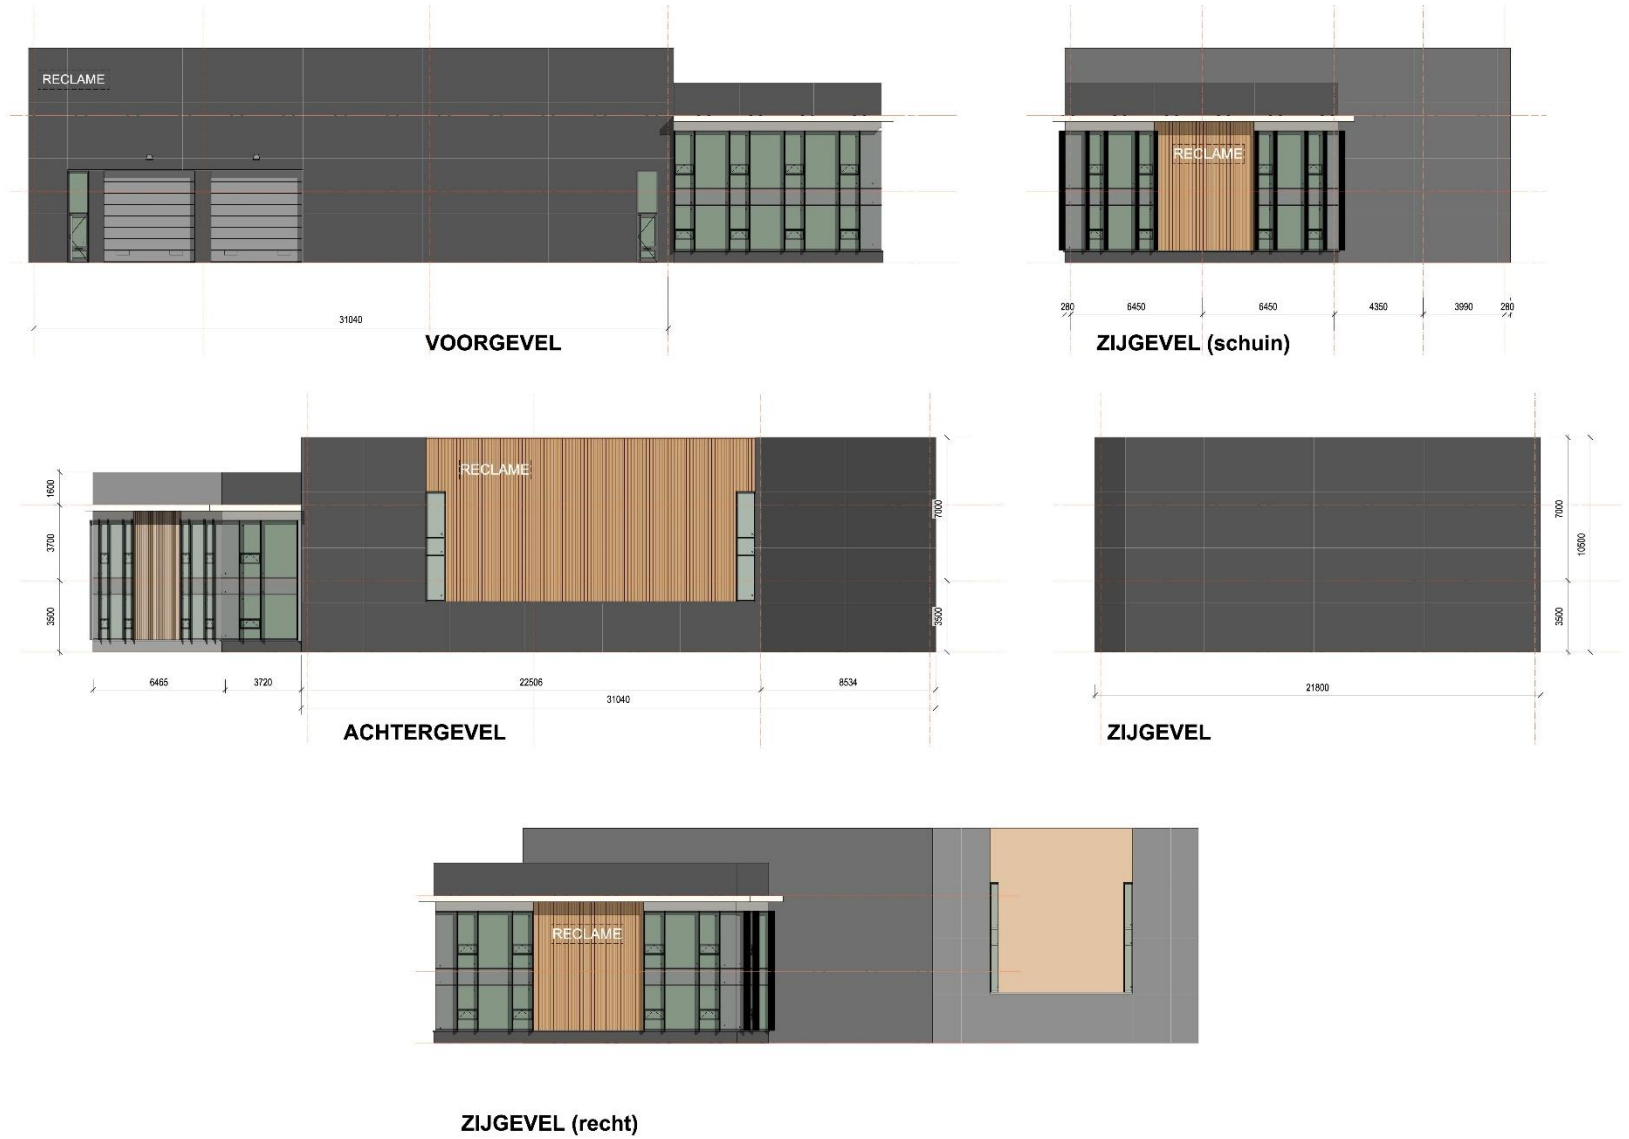 RECLAME
31040
VOORGEVEL
RECLAME
280 6450 6450 4350 3990 280
ZIJGEVEL (schuin)
RECLAME
1600
3700
3500
7000
3500
6465 3720 22506 8534
31040
ACHTERGEVEL
7000
10500
3500
21800
ZIJGEVEL
RECLAME
ZIJGEVEL (recht)